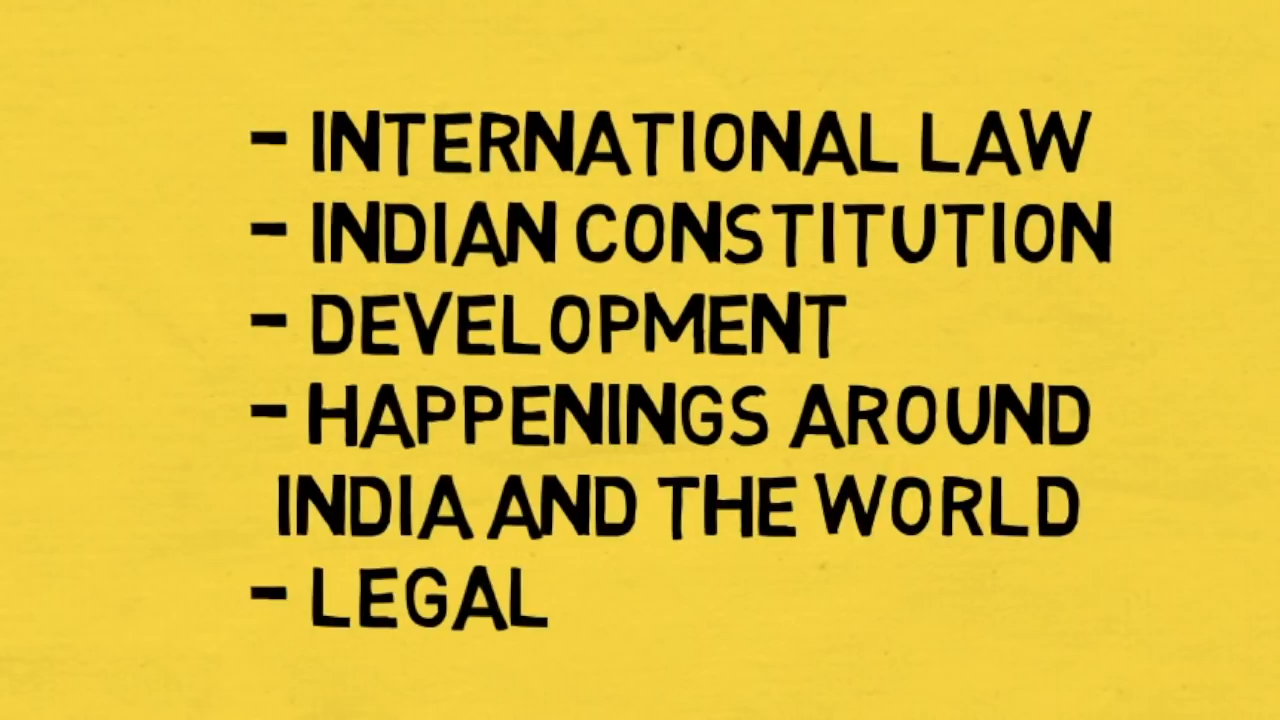 - INTERNATIONAL LAW
- INDIAN CONSTITUTION
- DEVELOPMENT
- HAPPENINGS AROUND
INDIA AND THE WORLD
- LEGAL